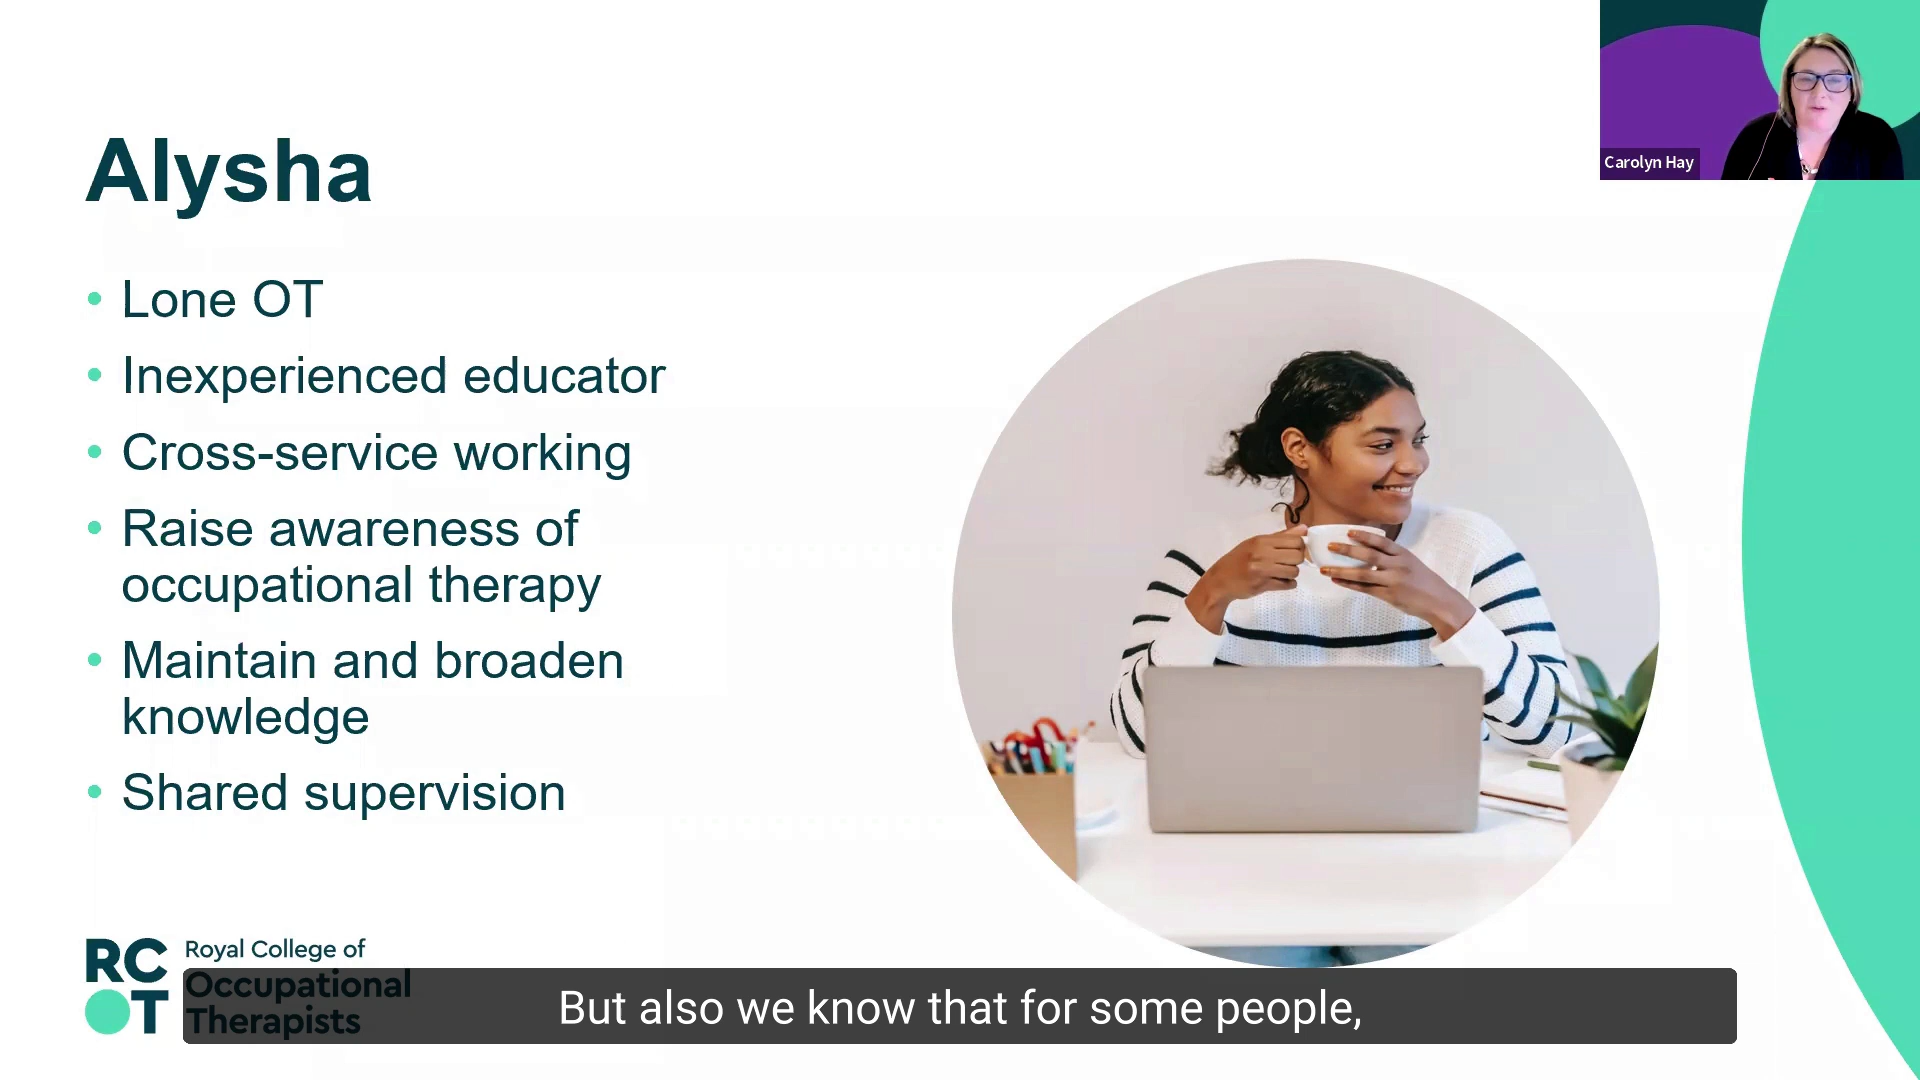 Carolyn Hay
Alysha
• Lone OT
• Inexperienced educator
• Cross-service working
• Raise awareness of
occupational therapy
• Maintain and broaden
knowledge
• Shared supervision
RC
OT
Royal College of
Occupational
Therapists
But also we know that for some people,